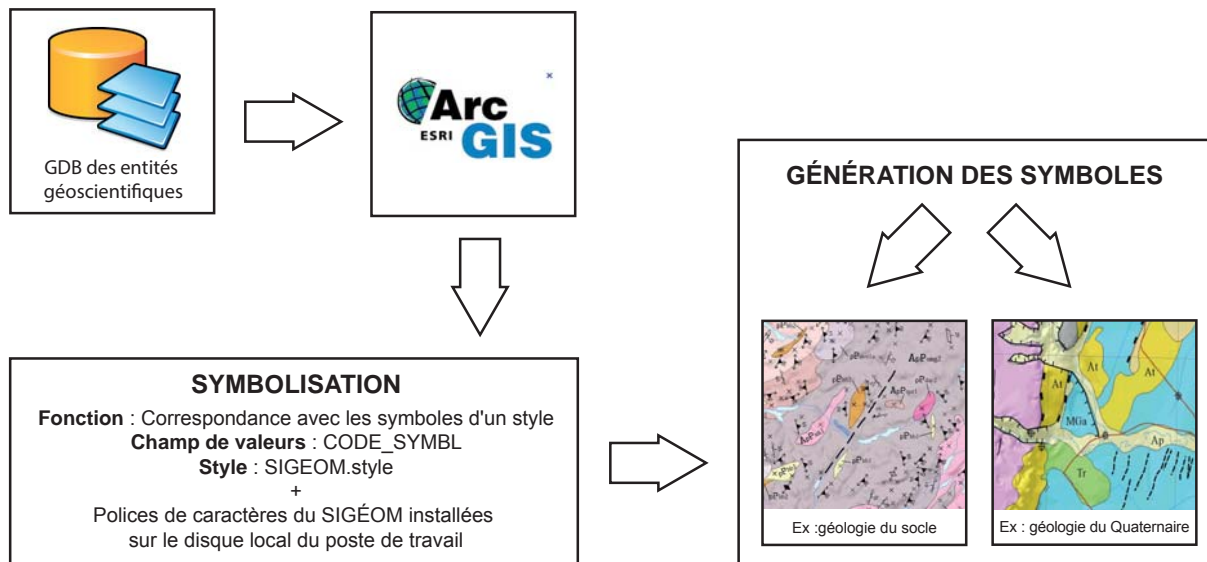 GDB des entités
géoscientifiques
Arc
ESRI
GIS
SYMBOLISATION
Fonction : Correspondance avec les symboles d'un style
Champ de valeurs : CODE_SYMBL
Style : SIGEOM.style
+
Polices de caractères du SIGÉOM installées
sur le disque local du poste de travail
GÉNÉRATION DES SYMBOLES
Ex :géologie du socle
At
At
At
MGa
Ap
Tr
Ex : géologie du Quaternaire